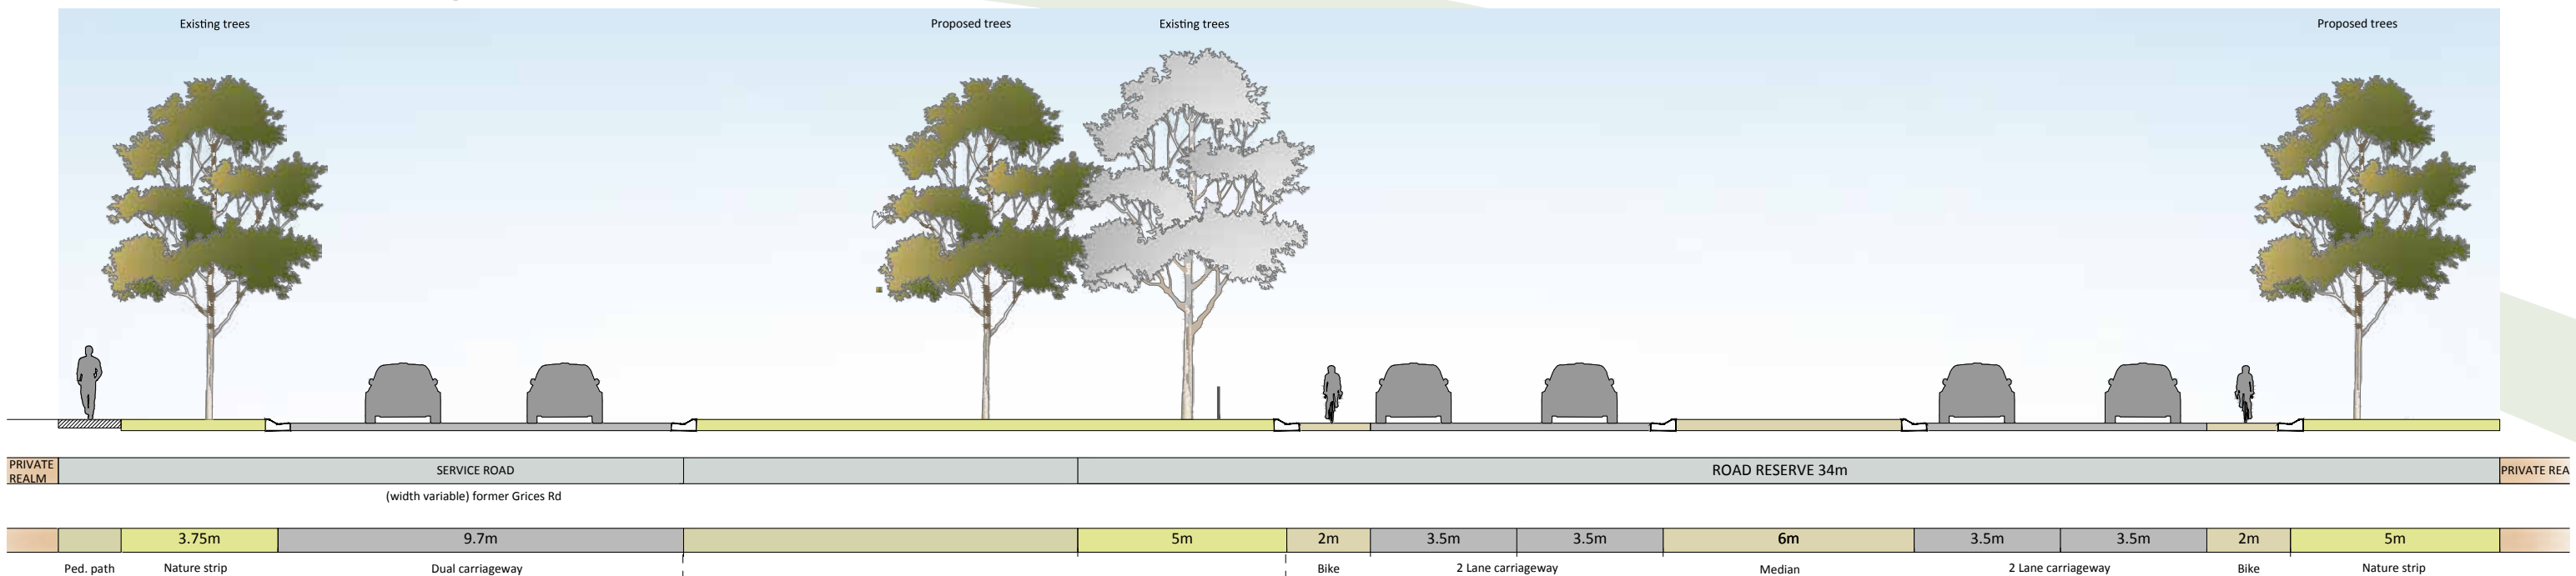 Existing trees
Proposed trees
Existing trees
Proposed trees
PRIVATE
REALM
SERVICE ROAD
ROAD RESERVE 34m
PRIVATE REA
(width variable) former Grices Rd
3.75m
9.7m
5m
2m
3.5m
3.5m
6m
3.5m
3.5m
2m
5m
Ped. path
Nature strip
Dual carriageway
Bike
2 Lane carriageway
Median
2 Lane carriageway
Bike
Nature strip